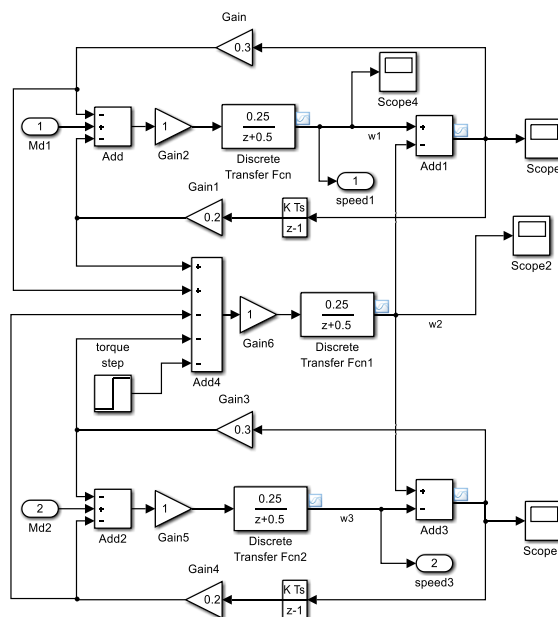 Gain
0.3
Scope4
1
Md1
-
+
-
Add
1
Gain2
0.25
z+0.5
Discrete
Transfer Fcn
w1
+
-
Add1
Scope
1
speed1
Gain1
0.2
K Ts
z-1
Scope2
+
+
-
-
-
Add4
1
Gain6
0.25
z+0.5
Discrete
Transfer Fcn1
w2
torque
step
Gain3
0.3
2
Md2
-
+
-
Add2
1
Gain5
0.25
z+0.5
Discrete
Transfer Fcn2
w3
+
-
Add3
Scope
2
speed3
Gain4
0.2
K Ts
z-1